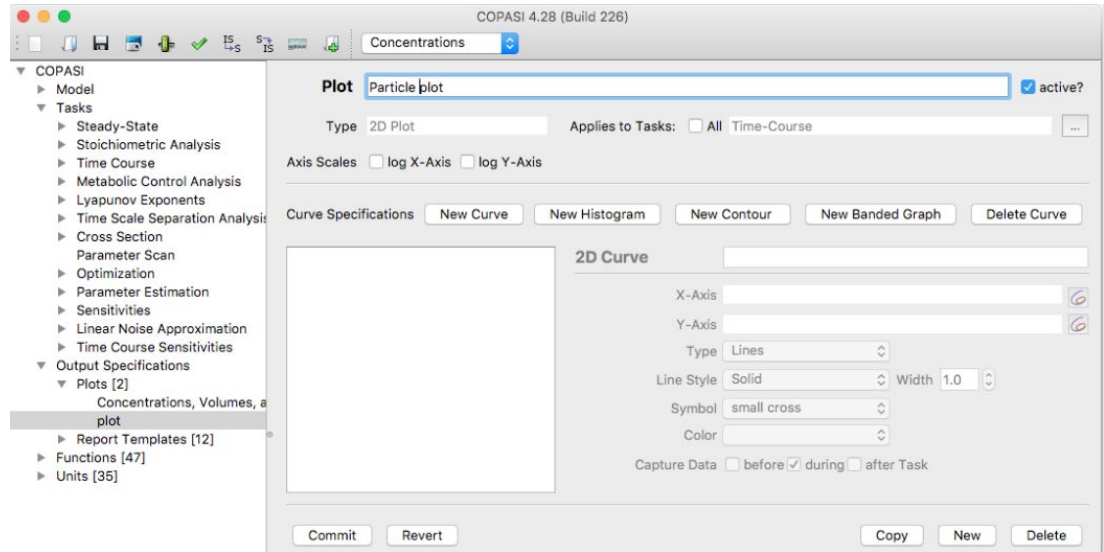 COPASI 4.28 (Build 226)
IS S IS
S IS Concentrations
COPASI
Model
Tasks
Steady-State
Stoichiometric Analysis
Time Course
Metabolic Control Analysis
Lyapunov Exponents
Time Scale Separation Analysis
Cross Section
Parameter Scan
Optimization
Parameter Estimation
Sensitivities
Linear Noise Approximation
Time Course Sensitivities
Output Specifications
Plots [2]
Concentrations, Volumes, a
plot
Report Templates [12]
Functions [47]
Units [35]
Plot Particle plot active?
Type 2D Plot Applies to Tasks: All Time-Course ...
Axis Scales log X-Axis log Y-Axis
Curve Specifications New Curve New Histogram New Contour New Banded Graph Delete Curve
2D Curve
X-Axis
Y-Axis
Type Lines
Line Style Solid Width 1.0
Symbol small cross
Color
Capture Data before during after Task
Commit Revert Copy New Delete